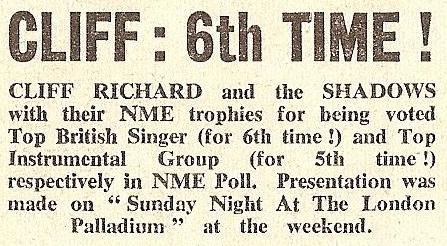 CLIFF : 6th TIME !
CLIFF RICHARD and the SHADOWS
with their NME trophies for being voted
Top British Singer (for 6th time !) and Top
Instrumental Group (for 5th time !)
respectively in NME Poll. Presentation was
made on “ Sunday Night At The London
Palladium ” at the weekend.